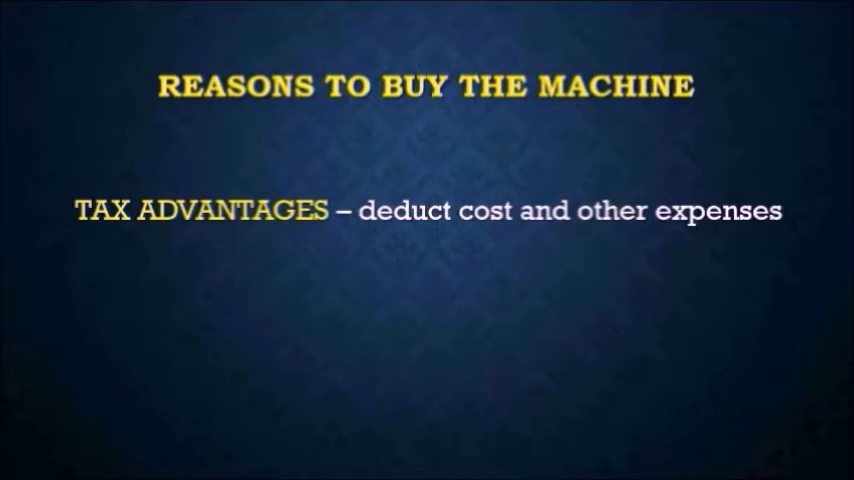 REASONS TO BUY THE MACHINE
TAX ADVANTAGES – deduct cost and other expenses